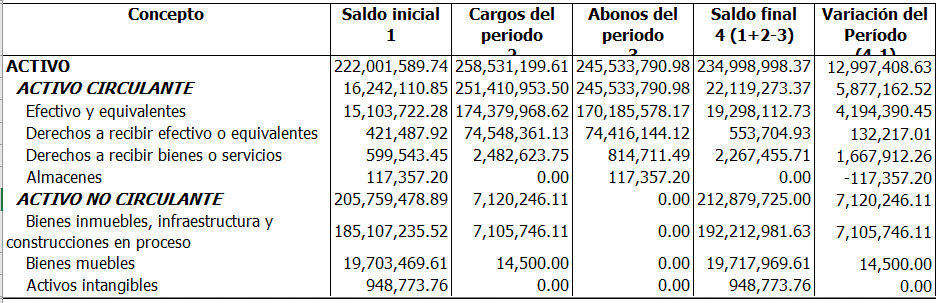 Concepto Saldo inicial 1 Cargos del periodo 2 Abonos del periodo 3 Saldo final 4 (1+2-3) Variación del Período (4-1)
ACTIVO 222,001,589.74 258,531,199.61 245,533,790.98 234,998,998.37 12,997,408.63
ACTIVO CIRCULANTE 16,242,110.85 251,410,953.50 245,533,790.98 22,119,273.37 5,877,162.52
Efectivo y equivalentes 15,103,722.28 174,379,968.62 170,185,578.17 19,298,112.73 4,194,390.45
Derechos a recibir efectivo o equivalentes 421,487.92 74,548,361.13 74,416,144.12 553,704.93 132,217.01
Derechos a recibir bienes o servicios 599,543.45 2,482,623.75 814,711.49 2,267,455.71 1,667,912.26
Almacenes 117,357.20 0.00 117,357.20 0.00 -117,357.20
ACTIVO NO CIRCULANTE 205,759,478.89 7,120,246.11 0.00 212,879,725.00 7,120,246.11
Bienes inmuebles, infraestructura y
construcciones en proceso 185,107,235.52 7,105,746.11 0.00 192,212,981.63 7,105,746.11
Bienes muebles 19,703,469.61 14,500.00 0.00 19,717,969.61 14,500.00
Activos intangibles 948,773.76 0.00 0.00 948,773.76 0.00